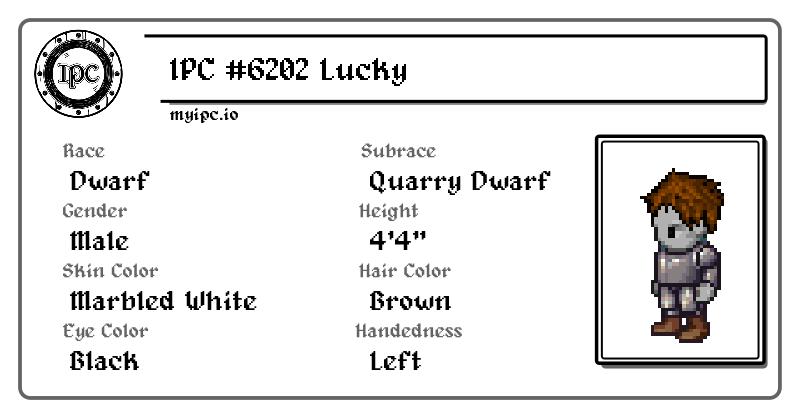 IPC
IPC #6202 Lucky
myipc.io
Race
Dwarf
Subrace
Quarry Dwarf
Gender
Male
Height
4'4"
Skin Color
Marbled White
Hair Color
Brown
Eye Color
Black
Handedness
Left